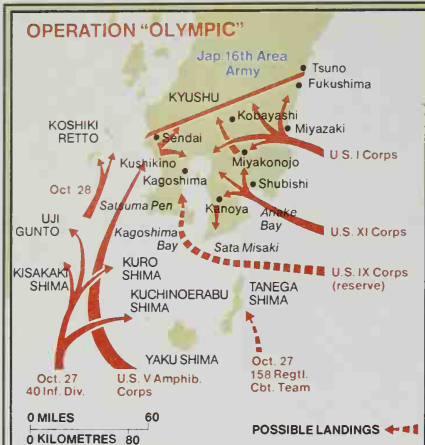 OPERATION “OLYMPIC”
Jap. 16th Area
Army
Tsuno
Fukushima
KYUSHU
Kobayashi
KOSHIKI
RETTO
Sendai
Miyazaki
Kushikino
Miyakonojo
U.S. I Corps
Kagoshima
Oct 28
Shubishi
Satsuma Pen
Kanoya
Ariake
Bay
UJI
GUNTO
Kagoshima
Bay
U.S. XI Corps
Sata Misaki
KISAKAKI
SHIMA
KURO
SHIMA
U.S. IX Corps
(reserve)
TANEGA
SHIMA
KUCHINOERABU
SHIMA
YAKU SHIMA
Oct. 27
40 Inf. Div.
U.S. V Amphib.
Corps
Oct. 27
158 Regtl.
Cbt. Team
0 MILES 60
0 KILOMETRES 80
POSSIBLE LANDINGS